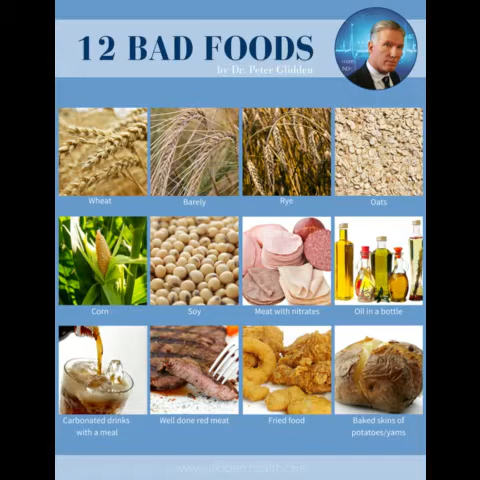 12 BAD FOODS
by Dr. Peter Glidden
Wheat
Barely
Rye
Oats
Corn
Soy
Meat with nitrates
Oil in a bottle
Carbonated drinks
with a meal
Well done red meat
Fried food
Baked skins of
potatoes/yams